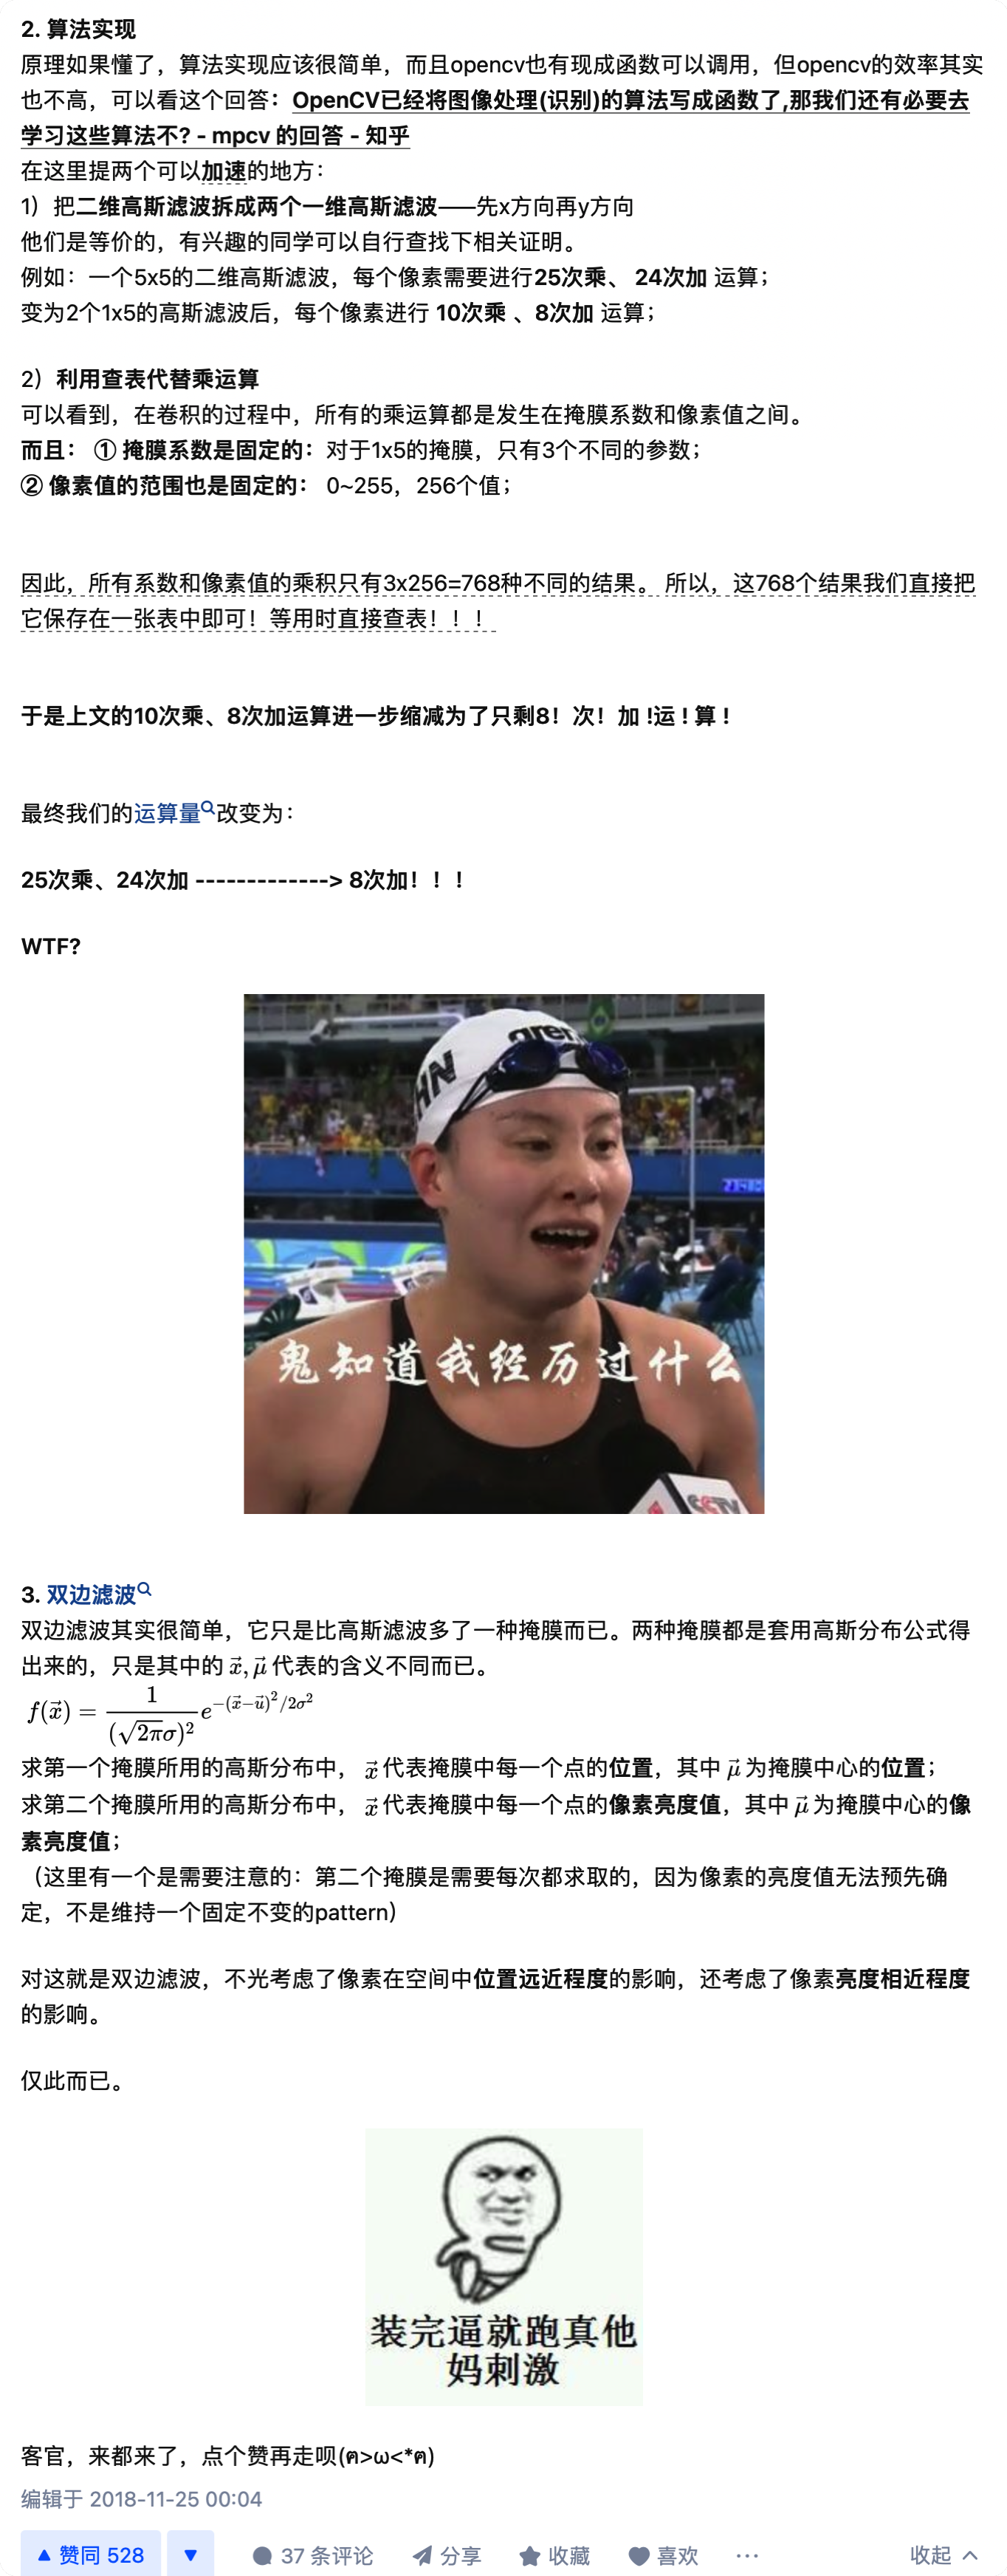 2. 算法实现
原理如果懂了，算法实现应该很简单，而且opencv也有现成函数可以调用，但opencv的效率其实
也不高，可以看这个回答：OpenCV已经将图像处理(识别)的算法写成函数了,那我们还有必要去
学习这些算法不? - mpcv 的回答 - 知乎
在这里提两个可以加速的地方：
1）把二维高斯滤波拆成两个一维高斯滤波——先x方向再y方向
他们是等价的，有兴趣的同学可以自行查找下相关证明。
例如：一个5x5的二维高斯滤波，每个像素需要进行25次乘、 24次加 运算；
变为2个1x5的高斯滤波后，每个像素进行 10次乘 、8次加 运算；
2）利用查表代替乘运算
可以看到，在卷积的过程中，所有的乘运算都是发生在掩膜系数和像素值之间。
而且： ① 掩膜系数是固定的：对于1x5的掩膜，只有3个不同的参数；
② 像素值的范围也是固定的： 0~255，256个值；
因此，所有系数和像素值的乘积只有3x256=768种不同的结果。 所以，这768个结果我们直接把
它保存在一张表中即可！等用时直接查表！！！
于是上文的10次乘、8次加运算进一步缩减为了只剩8！次！加 !运 ! 算 !
最终我们的运算量改变为：
25次乘、24次加 -------------> 8次加！！！
WTF?
HN
arena
鬼知道我经历过什么
CCTV
3. 双边滤波
双边滤波其实很简单，它只是比高斯滤波多了一种掩膜而已。两种掩膜都是套用高斯分布公式得
出来的，只是其中的 $\vec{x},\vec{\mu}$ 代表的含义不同而已。
$f(\vec{x})=\frac{1}{(\sqrt{2\pi}\sigma)^2}e^{-(\vec{x}-\vec{u})^2/2\sigma^2}$
求第一个掩膜所用的高斯分布中， $\vec{x}$ 代表掩膜中每一个点的位置，其中 $\vec{\mu}$ 为掩膜中心的位置；
求第二个掩膜所用的高斯分布中， $\vec{x}$ 代表掩膜中每一个点的像素亮度值，其中 $\vec{\mu}$ 为掩膜中心的像
素亮度值；
（这里有一个是需要注意的：第二个掩膜是需要每次都求取的，因为像素的亮度值无法预先确
定，不是维持一个固定不变的pattern）
对这就是双边滤波，不光考虑了像素在空间中位置远近程度的影响，还考虑了像素亮度相近程度
的影响。
仅此而已。
装完逼就跑真他
妈刺激
客官，来都来了，点个赞再走呗(ฅ>ω<*ฅ)
编辑于 2018-11-25 00:04
▲ 赞同 528 ▼ 37 条评论 分享 收藏 喜欢 ··· 收起